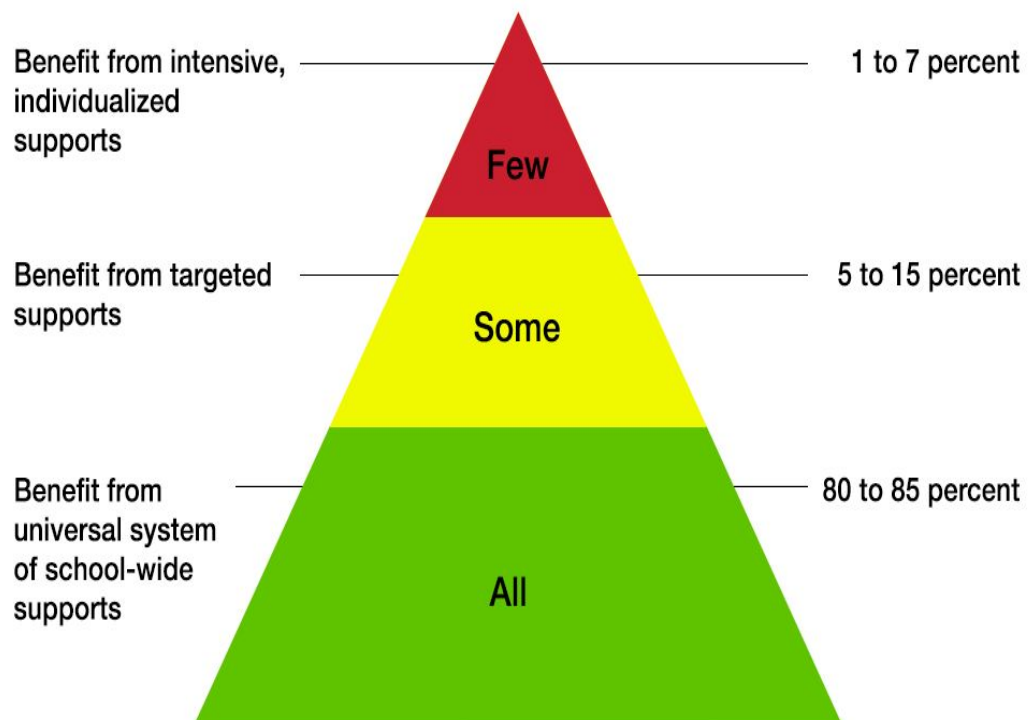 Benefit from intensive,
individualized
supports
1 to 7 percent
Few
Benefit from targeted
supports
5 to 15 percent
Some
Benefit from
universal system
of school-wide
supports
80 to 85 percent
All